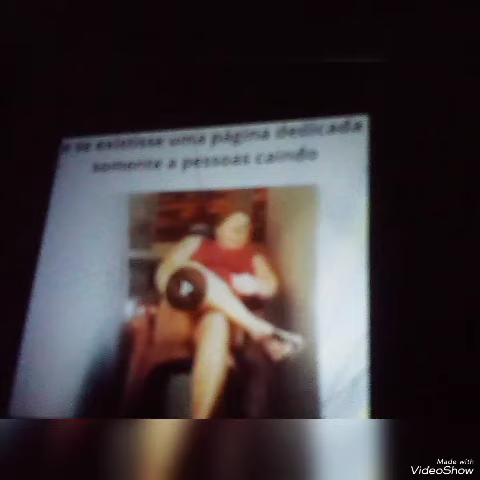 e se existisse uma página dedicada
somente a pessoas caindo
Made with
VideoShow